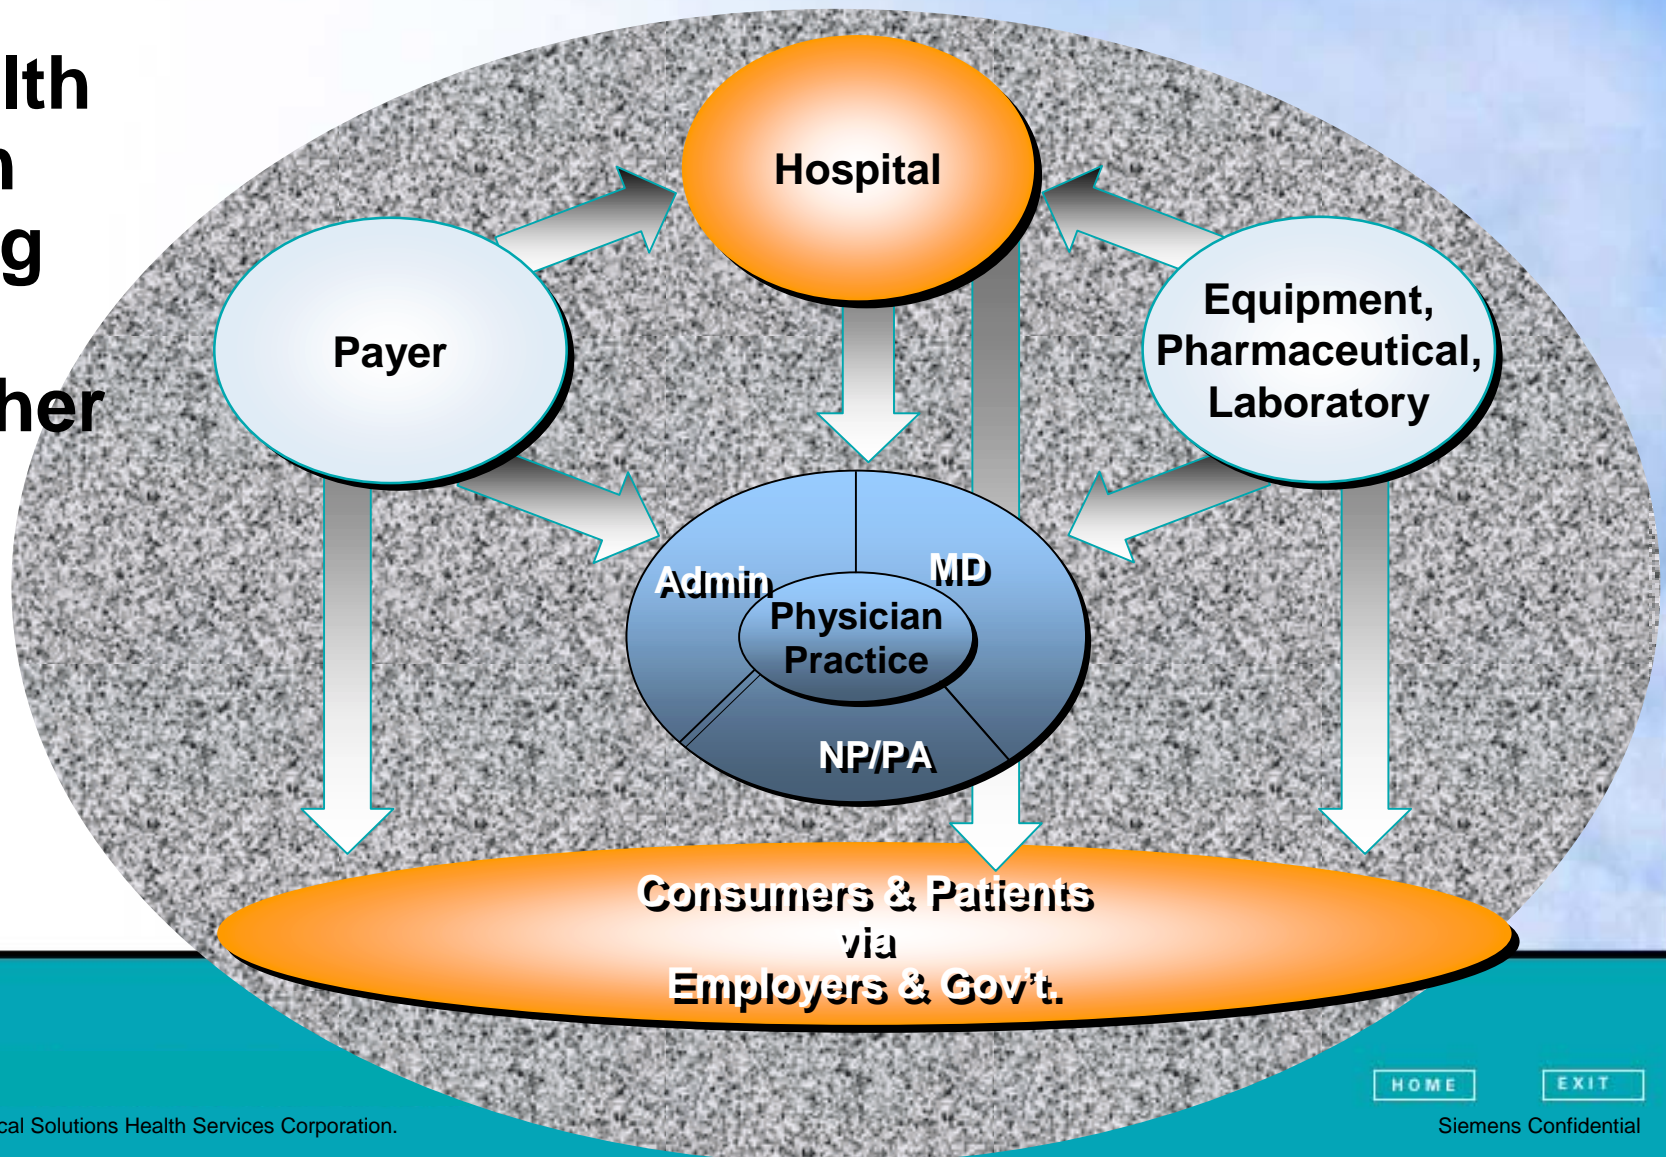 lth
n
g
her
Hospital
Payer
Equipment,
Pharmaceutical,
Laboratory
Admin
MD
Physician
Practice
NP/PA
Consumers & Patients
via
Employers & Gov't.
HOME
EXIT
cal Solutions Health Services Corporation.
Siemens Confidential